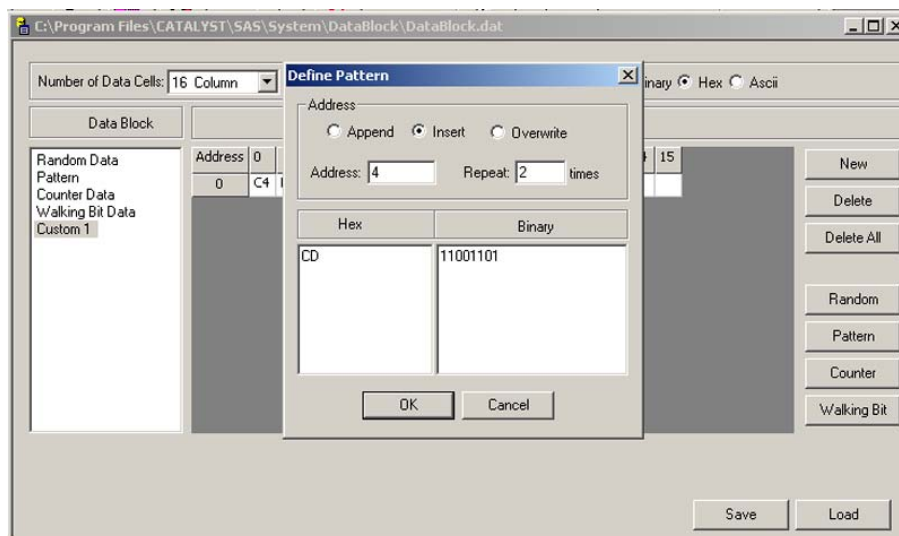 C:\Program Files\CATALYST\SAS\System\DataBlock\DataBlock.dat
Number of Data Cells: 16 Column
Hex Ascii
Data Block
Random Data
Pattern
Counter Data
Walking Bit Data
Custom 1
Address 0 15
0 C4
Define Pattern
Address
Append Insert Overwrite
Address: 4 Repeat: 2 times
Hex Binary
CD 11001101
OK Cancel
New
Delete
Delete All
Random
Pattern
Counter
Walking Bit
Save Load